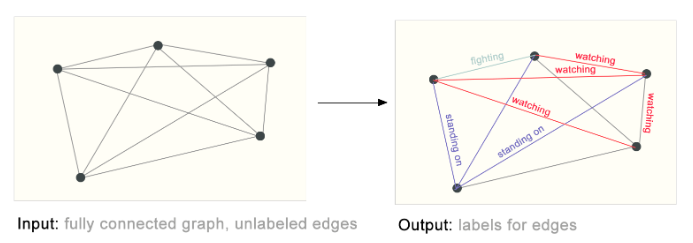 fighting
watching
watching
watching
watching
standing on
standing on
Input: fully connected graph, unlabeled edges
Output: labels for edges